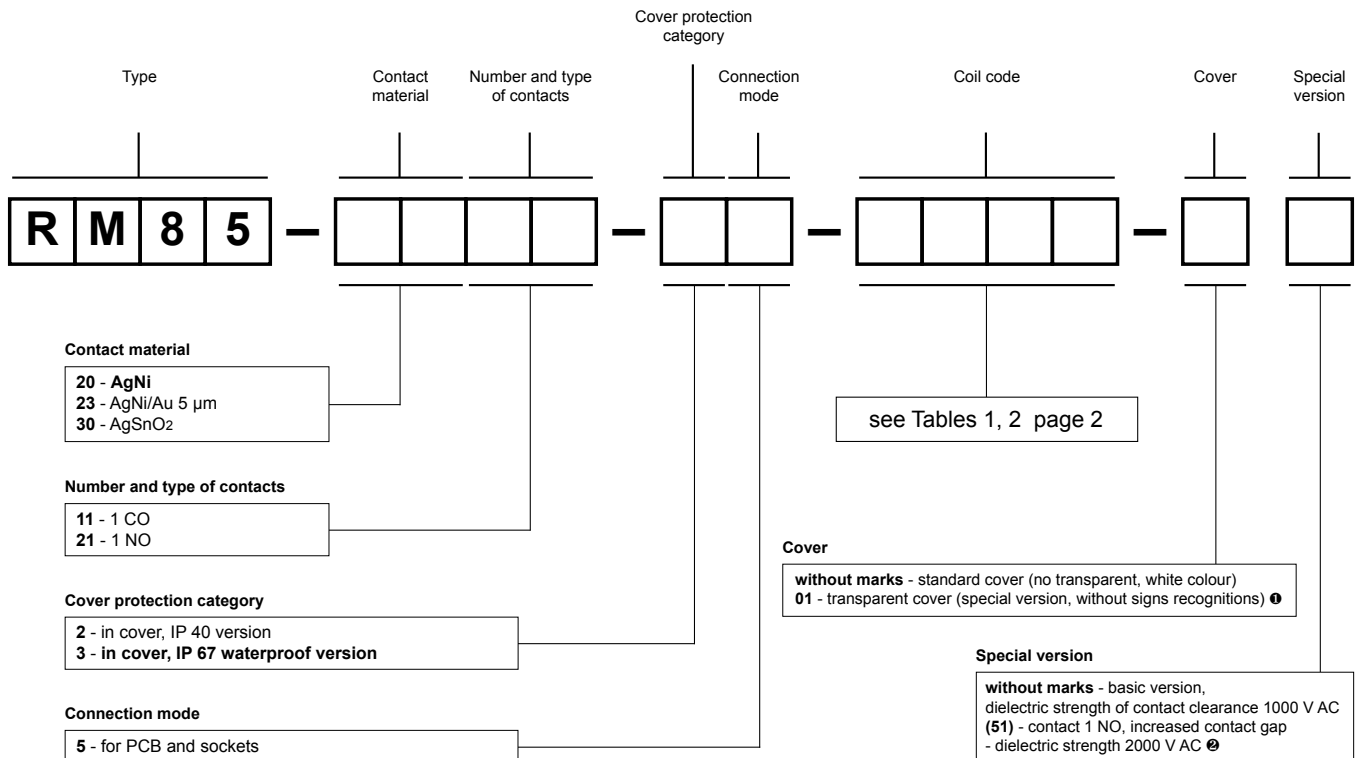 Cover protection
category
Type
Contact
material
Number and type
of contacts
Connection
mode
Coil code
Cover
Special
version
R M 8 5 – – – –
Contact material
20 - AgNi
23 - AgNi/Au 5 µm
30 - AgSnO2
see Tables 1, 2 page 2
Number and type of contacts
11 - 1 CO
21 - 1 NO
Cover
without marks - standard cover (no transparent, white colour)
01 - transparent cover (special version, without signs recognitions) ❶
Cover protection category
2 - in cover, IP 40 version
3 - in cover, IP 67 waterproof version
Special version
without marks - basic version,
dielectric strength of contact clearance 1000 V AC
(51) - contact 1 NO, increased contact gap
- dielectric strength 2000 V AC ❷
Connection mode
5 - for PCB and sockets